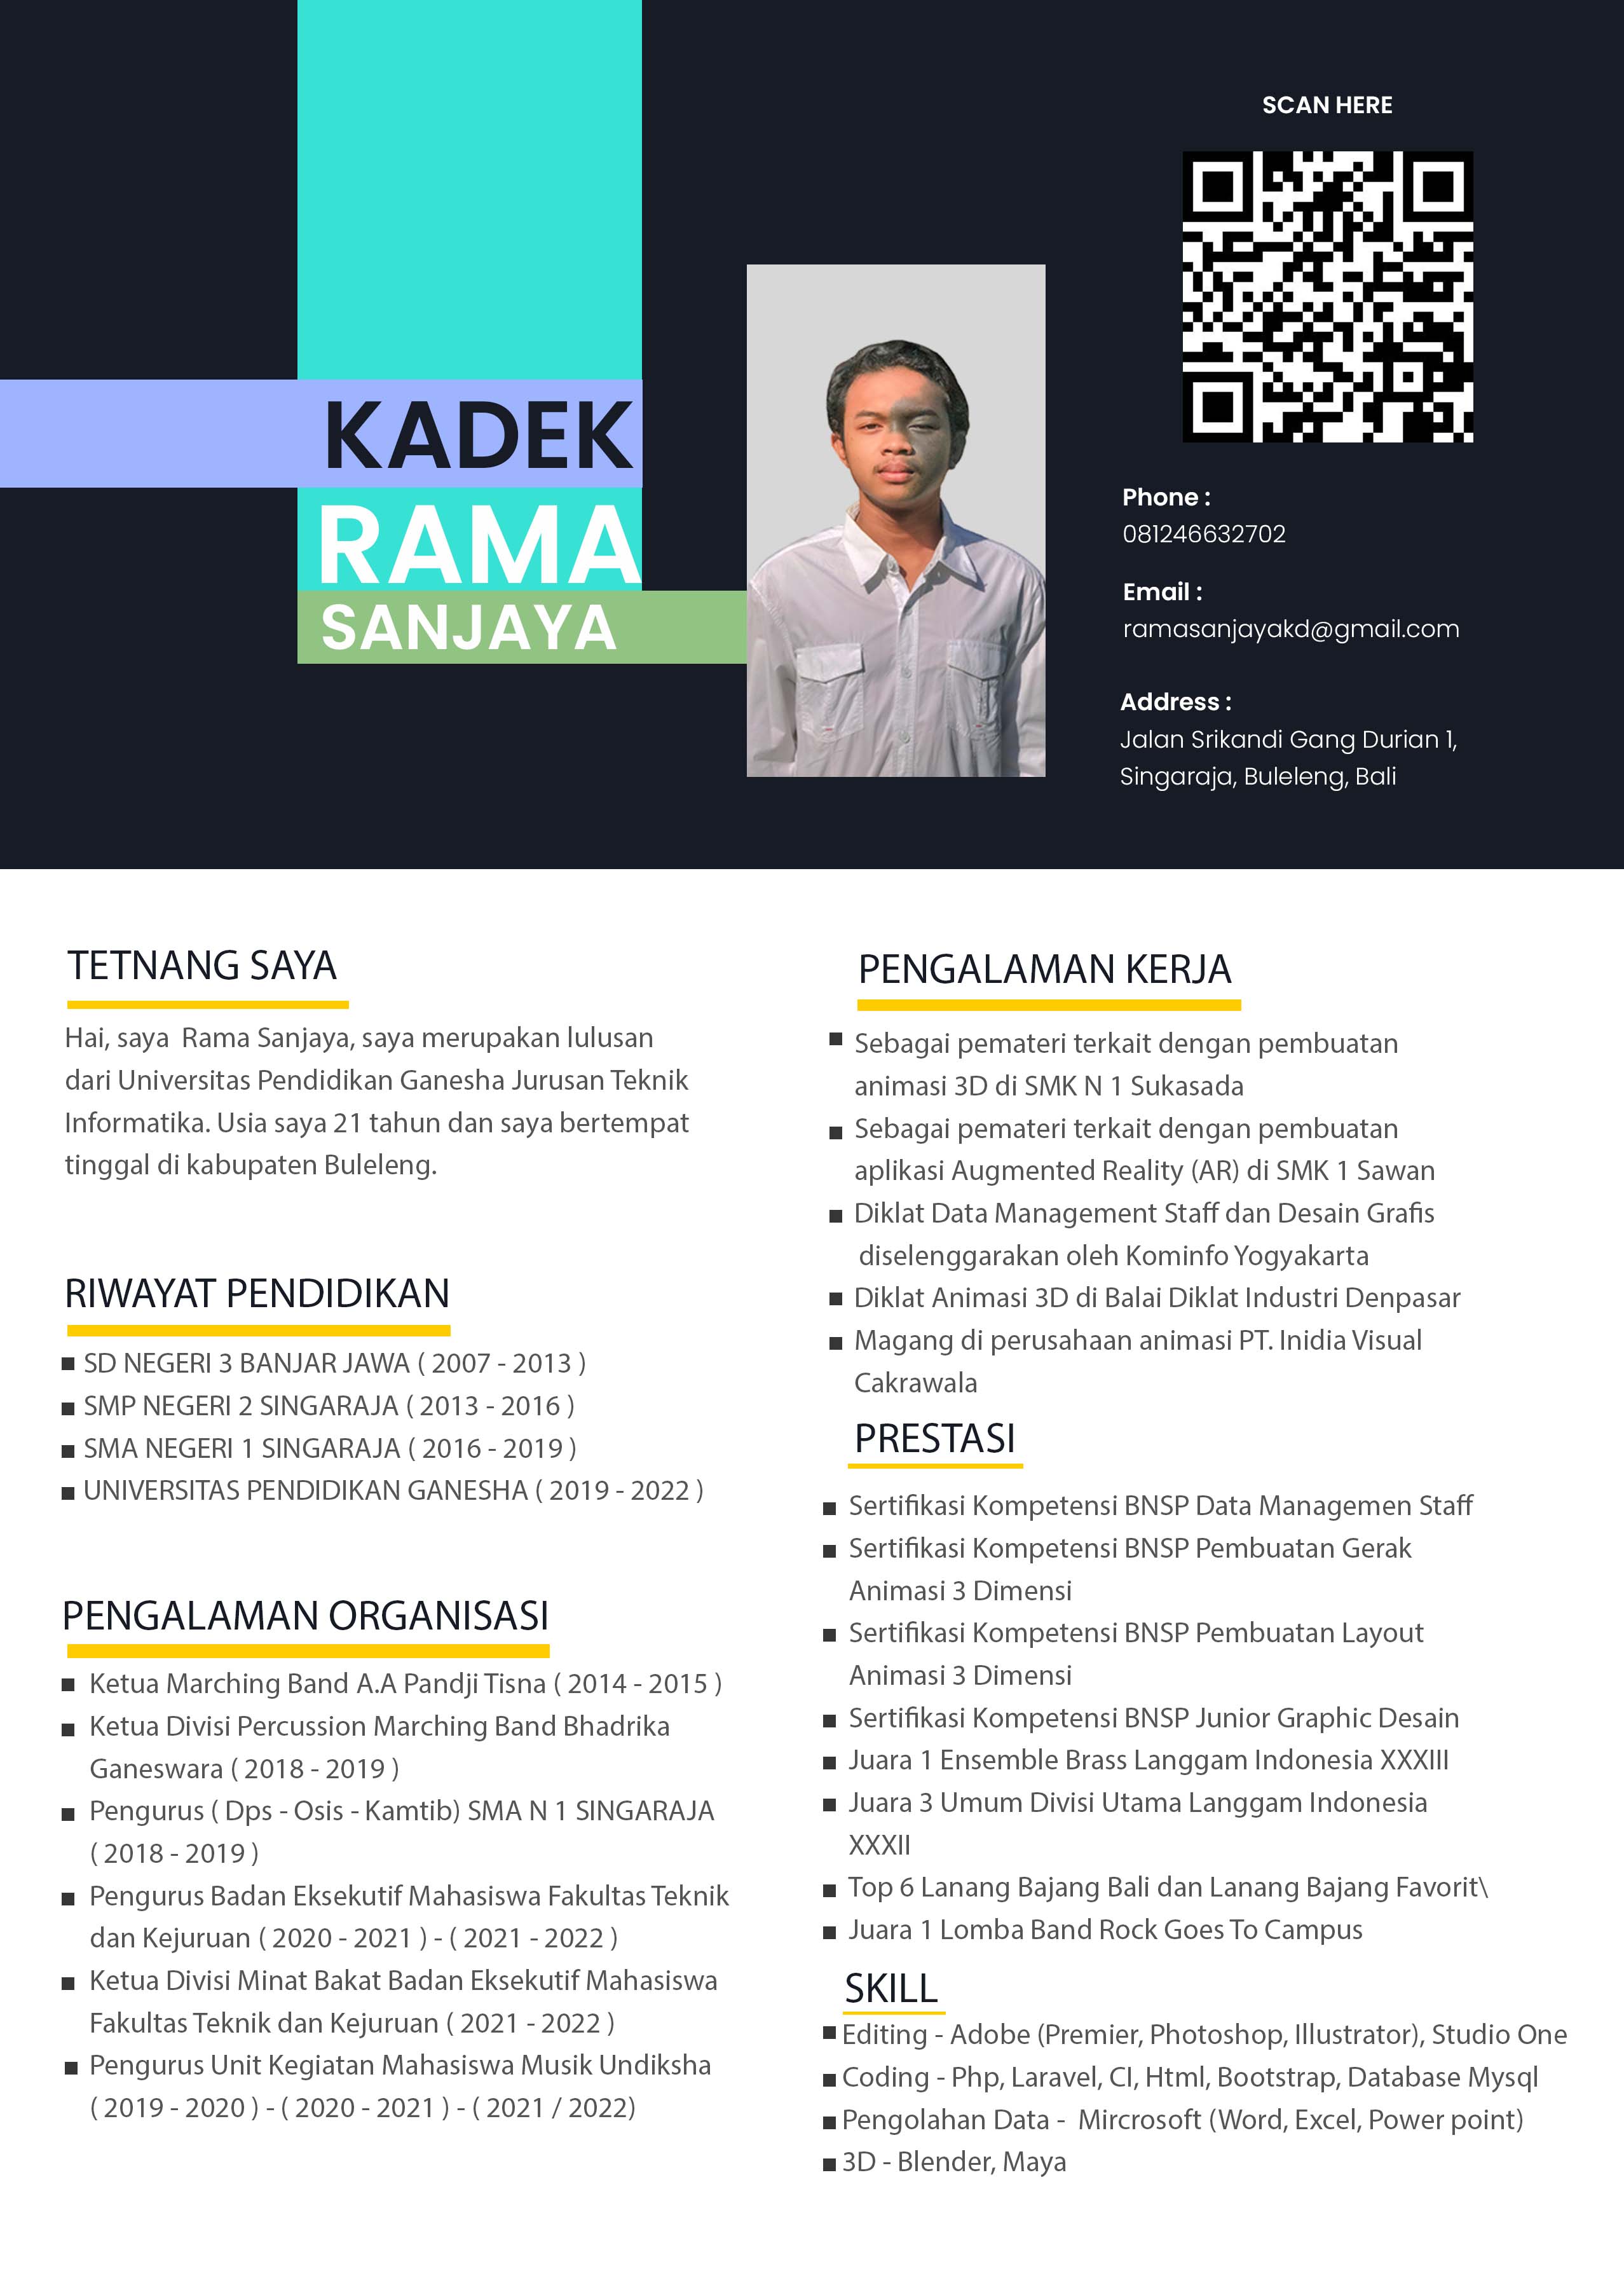 SCAN HERE
KADEK
RAMA
SANJAYA
Phone :
081246632702
Email :
ramasanjayakd@gmail.com
Address :
Jalan Srikandi Gang Durian 1,
Singaraja, Buleleng, Bali
TETNANG SAYA
Hai, saya  Rama Sanjaya, saya merupakan lulusan
dari Universitas Pendidikan Ganesha Jurusan Teknik
Informatika. Usia saya 21 tahun dan saya bertempat
tinggal di kabupaten Buleleng.
RIWAYAT PENDIDIKAN
SD NEGERI 3 BANJAR JAWA ( 2007 - 2013 )
SMP NEGERI 2 SINGARAJA ( 2013 - 2016 )
SMA NEGERI 1 SINGARAJA ( 2016 - 2019 )
UNIVERSITAS PENDIDIKAN GANESHA ( 2019 - 2022 )
PENGALAMAN ORGANISASI
Ketua Marching Band A.A Pandji Tisna ( 2014 - 2015 )
Ketua Divisi Percussion Marching Band Bhadrika
Ganeswara ( 2018 - 2019 )
Pengurus ( Dps - Osis - Kamtib) SMA N 1 SINGARAJA
( 2018 - 2019 )
Pengurus Badan Eksekutif Mahasiswa Fakultas Teknik
dan Kejuruan ( 2020 - 2021 ) - ( 2021 - 2022 )
Ketua Divisi Minat Bakat Badan Eksekutif Mahasiswa
Fakultas Teknik dan Kejuruan ( 2021 - 2022 )
Pengurus Unit Kegiatan Mahasiswa Musik Undiksha
( 2019 - 2020 ) - ( 2020 - 2021 ) - ( 2021 / 2022)
PENGALAMAN KERJA
Sebagai pemateri terkait dengan pembuatan
animasi 3D di SMK N 1 Sukasada
Sebagai pemateri terkait dengan pembuatan
aplikasi Augmented Reality (AR) di SMK 1 Sawan
Diklat Data Management Staff dan Desain Grafis
diselenggarakan oleh Kominfo Yogyakarta
Diklat Animasi 3D di Balai Diklat Industri Denpasar
Magang di perusahaan animasi PT. Inidia Visual
Cakrawala
PRESTASI
Sertifikasi Kompetensi BNSP Data Managemen Staff
Sertifikasi Kompetensi BNSP Pembuatan Gerak
Animasi 3 Dimensi
Sertifikasi Kompetensi BNSP Pembuatan Layout
Animasi 3 Dimensi
Sertifikasi Kompetensi BNSP Junior Graphic Desain
Juara 1 Ensemble Brass Langgam Indonesia XXXIII
Juara 3 Umum Divisi Utama Langgam Indonesia
XXXII
Top 6 Lanang Bajang Bali dan Lanang Bajang Favorit\
Juara 1 Lomba Band Rock Goes To Campus
SKILL
Editing - Adobe (Premier, Photoshop, Illustrator), Studio One
Coding - Php, Laravel, CI, Html, Bootstrap, Database Mysql
Pengolahan Data -  Mircrosoft (Word, Excel, Power point)
3D - Blender, Maya